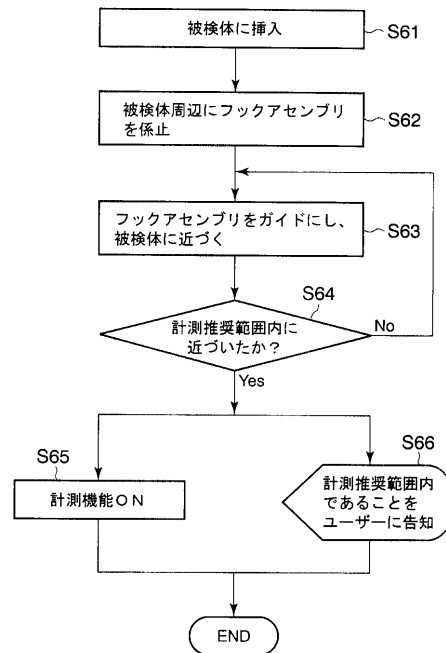 被検体に挿入
S61
被検体周辺にフックアセンブリ
を係止
S62
フックアセンブリをガイドにし、
被検体に近づく
S63
S64
計測推奨範囲内に
近づいたか？
No
Yes
S65
計測機能ON
S66
計測推奨範囲内
であることを
ユーザーに告知
END